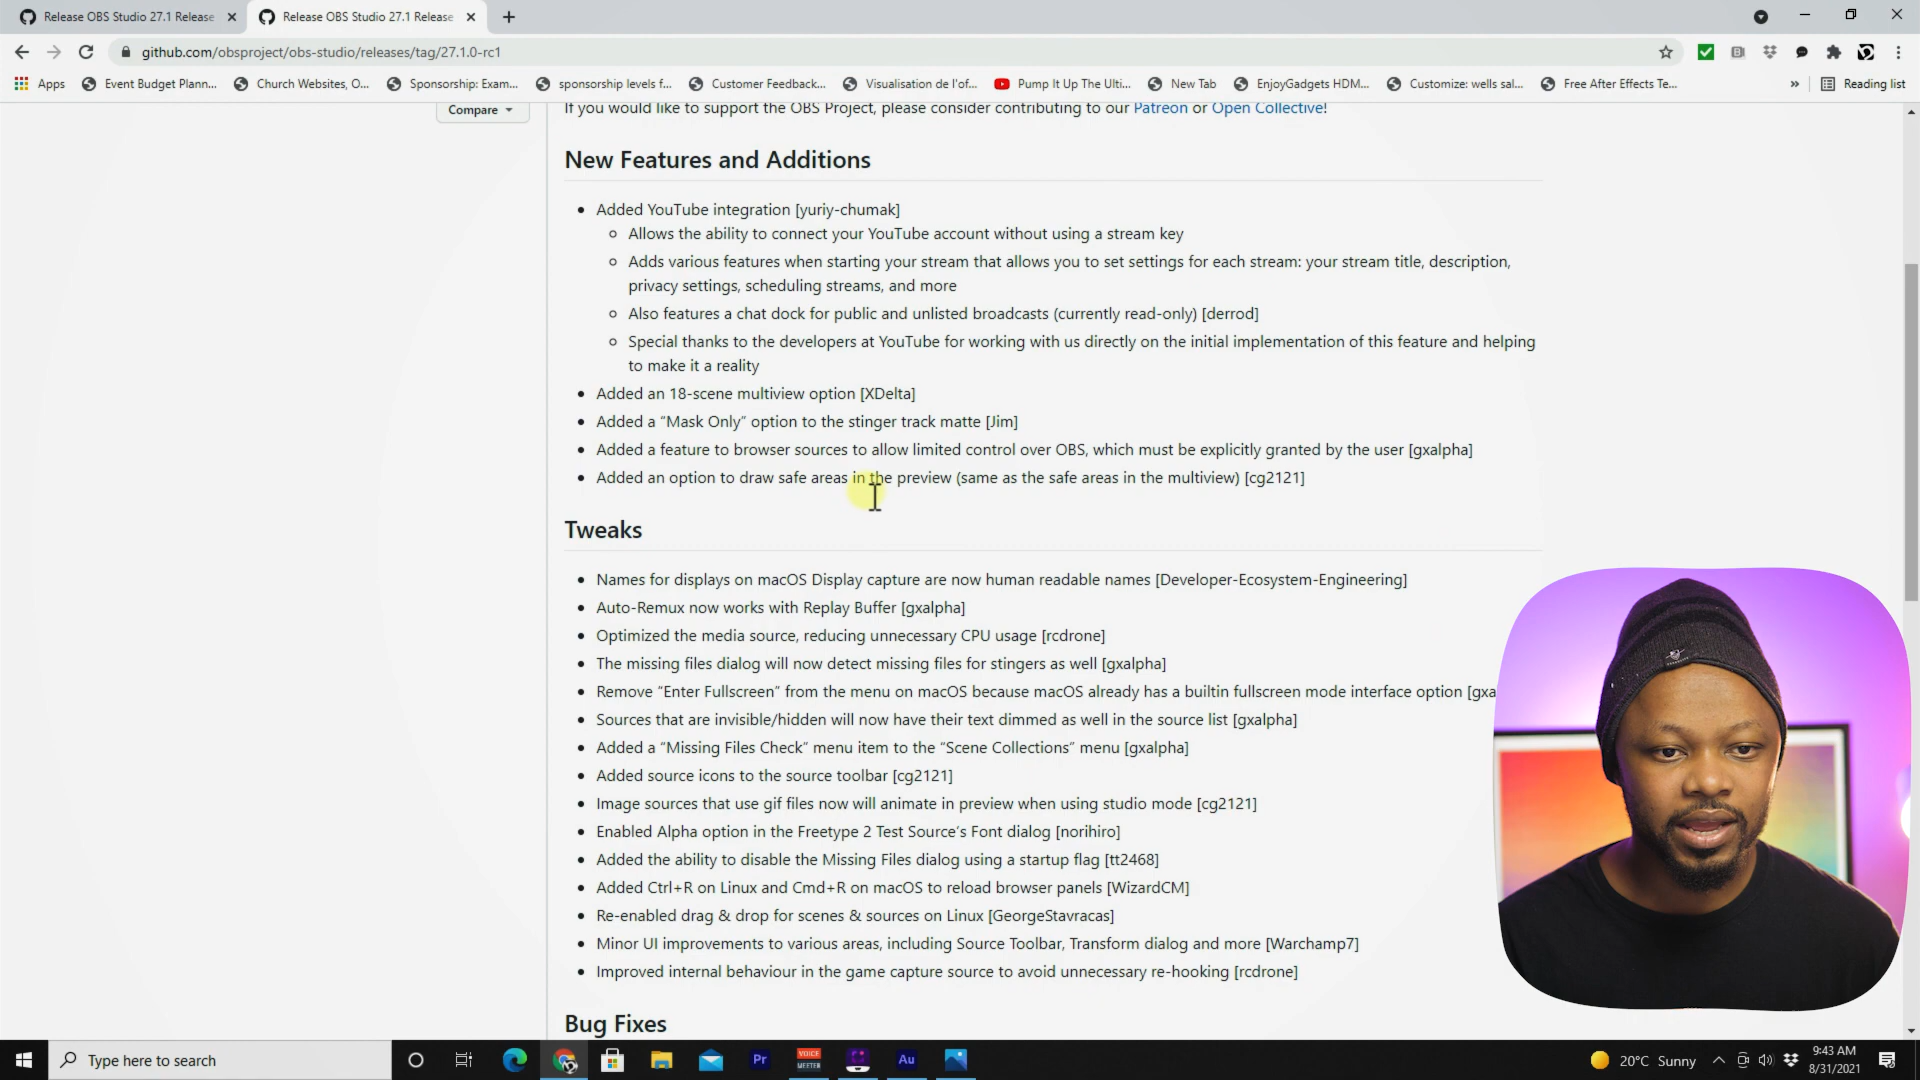 Release OBS Studio 27.1 Release
Release OBS Studio 27.1 Release
github.com/obsproject/obs-studio/releases/tag/27.1.0-rc1
Apps
Event Budget Plann...
Church Websites, O...
Sponsorship: Exam...
sponsorship levels f...
Customer Feedback...
Visualisation de l'of...
Pump It Up The Ulti...
New Tab
EnjoyGadgets HDM...
Customize: wells sal...
Free After Effects Te...
»
Reading list
Compare
If you would like to support the OBS Project, please consider contributing to our Patreon or Open Collective!
New Features and Additions
• Added YouTube integration [yuriy-chumak]
Allows the ability to connect your YouTube account without using a stream key
Adds various features when starting your stream that allows you to set settings for each stream: your stream title, description,
privacy settings, scheduling streams, and more
Also features a chat dock for public and unlisted broadcasts (currently read-only) [derrod]
Special thanks to the developers at YouTube for working with us directly on the initial implementation of this feature and helping
to make it a reality
• Added an 18-scene multiview option [XDelta]
• Added a “Mask Only” option to the stinger track matte [Jim]
• Added a feature to browser sources to allow limited control over OBS, which must be explicitly granted by the user [gxalpha]
• Added an option to draw safe areas in the preview (same as the safe areas in the multiview) [cg2121]
Tweaks
• Names for displays on macOS Display capture are now human readable names [Developer-Ecosystem-Engineering]
• Auto-Remux now works with Replay Buffer [gxalpha]
• Optimized the media source, reducing unnecessary CPU usage [rcdrone]
• The missing files dialog will now detect missing files for stingers as well [gxalpha]
• Remove “Enter Fullscreen” from the menu on macOS because macOS already has a builtin fullscreen mode interface option [gxa
• Sources that are invisible/hidden will now have their text dimmed as well in the source list [gxalpha]
• Added a “Missing Files Check” menu item to the “Scene Collections” menu [gxalpha]
• Added source icons to the source toolbar [cg2121]
• Image sources that use gif files now will animate in preview when using studio mode [cg2121]
• Enabled Alpha option in the Freetype 2 Test Source’s Font dialog [norihiro]
• Added the ability to disable the Missing Files dialog using a startup flag [tt2468]
• Added Ctrl+R on Linux and Cmd+R on macOS to reload browser panels [WizardCM]
• Re-enabled drag & drop for scenes & sources on Linux [GeorgeStavracas]
• Minor UI improvements to various areas, including Source Toolbar, Transform dialog and more [Warchamp7]
• Improved internal behaviour in the game capture source to avoid unnecessary re-hooking [rcdrone]
Bug Fixes
Type here to search
Pr
VOICE
MEETER
Au
20°C Sunny
9:43 AM
8/31/2021